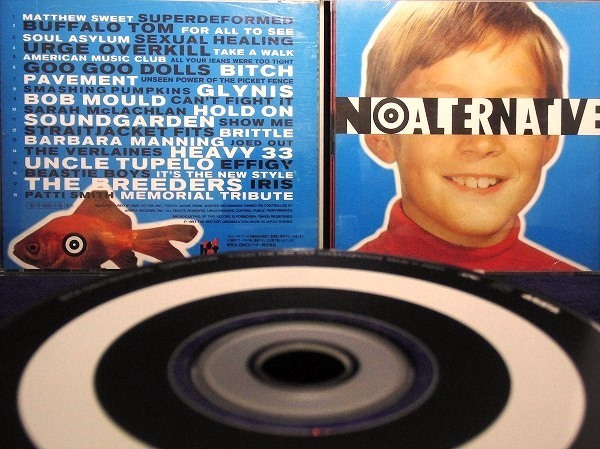 MATTHEW SWEET SUPERDEFORMED
BUFFALO TOM FOR ALL TO SEE
SOUL ASYLUM SEXUAL HEALING
URGE OVERKILL TAKE A WALK
AMERICAN MUSIC CLUB ALL YOUR JEANS WERE TOO TIGHT
GOO GOO DOLLS BITCH
PAVEMENT UNSEEN POWER OF THE PICKET FENCE
SMASHING PUMPKINS GLYNIS
BOB MOULD CAN'T FIGHT IT
SARAH McLACHLAN HOLD ON
SOUNDGARDEN SHOW ME
STRAITJACKET FITS BRITTLE
BARBARA MANNING JOED OUT
THE VERLAINES HEAVY 33
UNCLE TUPELO EFFIGY
BEASTIE BOYS IT'S THE NEW STYLE
THE BREEDERS IRIS
PATTI SMITH MEMORIAL TRIBUTE
NO ALTERNATIVE